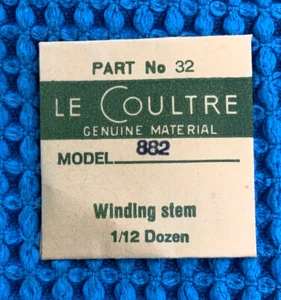 PART No 32
LE COULTRE
GENUINE MATERIAL
MODEL 882
Winding stem
1/12 Dozen